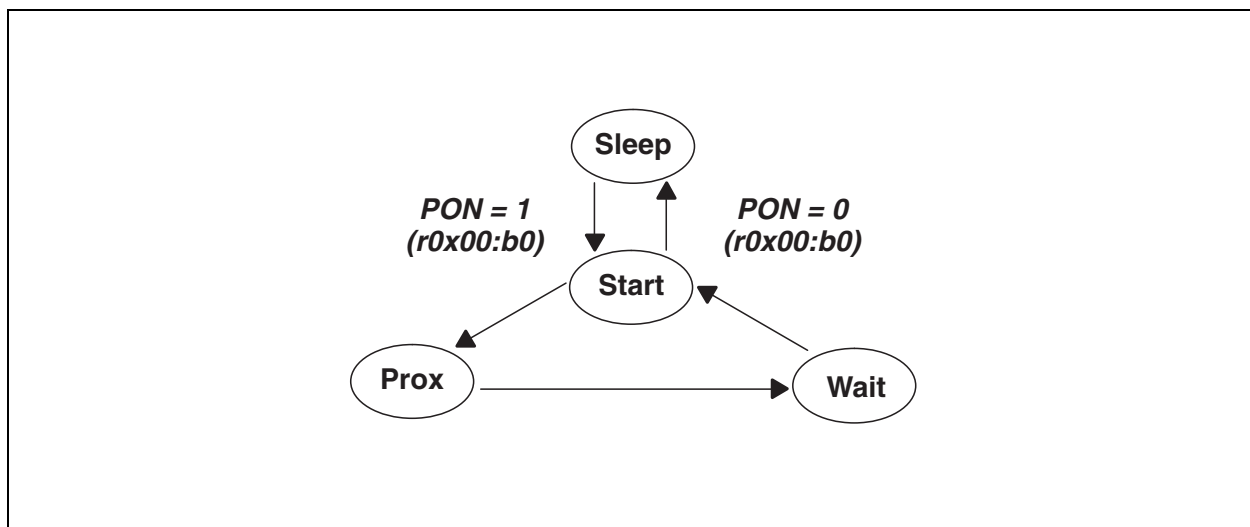 Sleep
PON = 1
(r0x00:b0)
PON = 0
(r0x00:b0)
Start
Prox
Wait